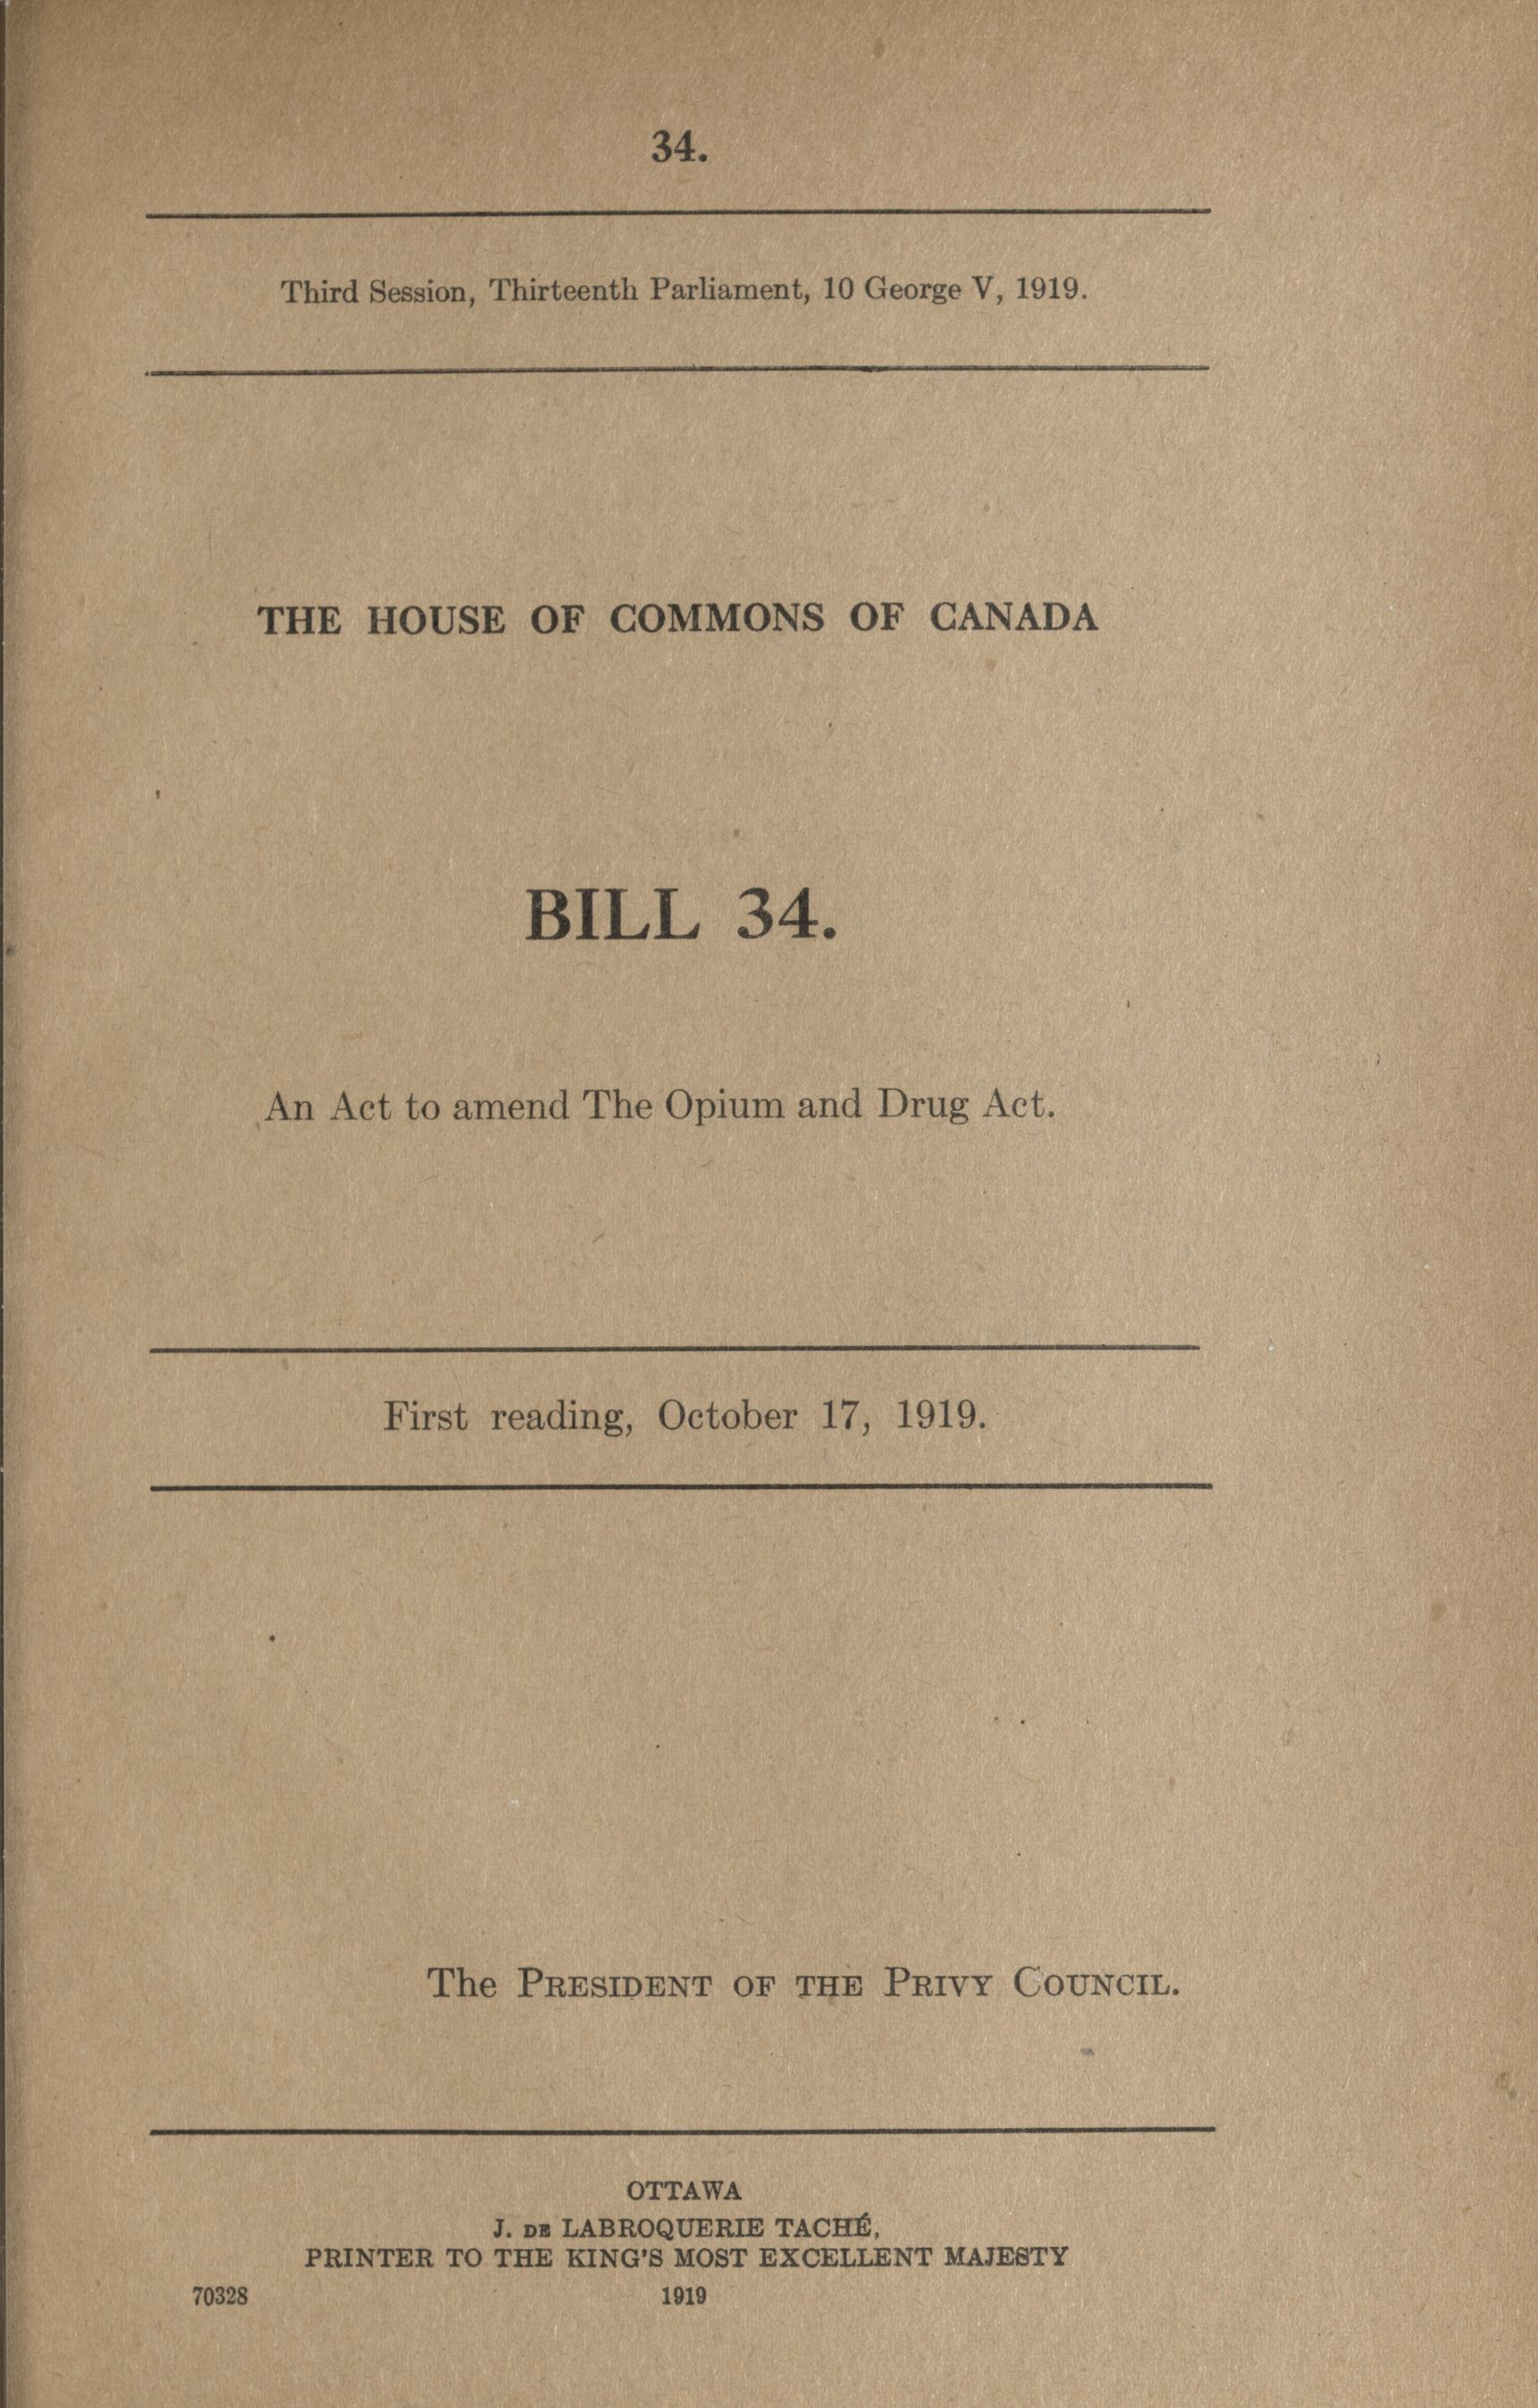 34.
Third Session, Thirteenth Parliament, 10 George V, 1919.
THE HOUSE OF COMMONS OF CANADA
BILL 34.
An Act to amend The Opium and Drug Act.
First reading, October 17, 1919.
The PRESIDENT OF THE PRIVY COUNCIL.
OTTAWA
J. DE LABROQUERIE TACHÉ,
PRINTER TO THE KING'S MOST EXCELLENT MAJESTY
70328 1919